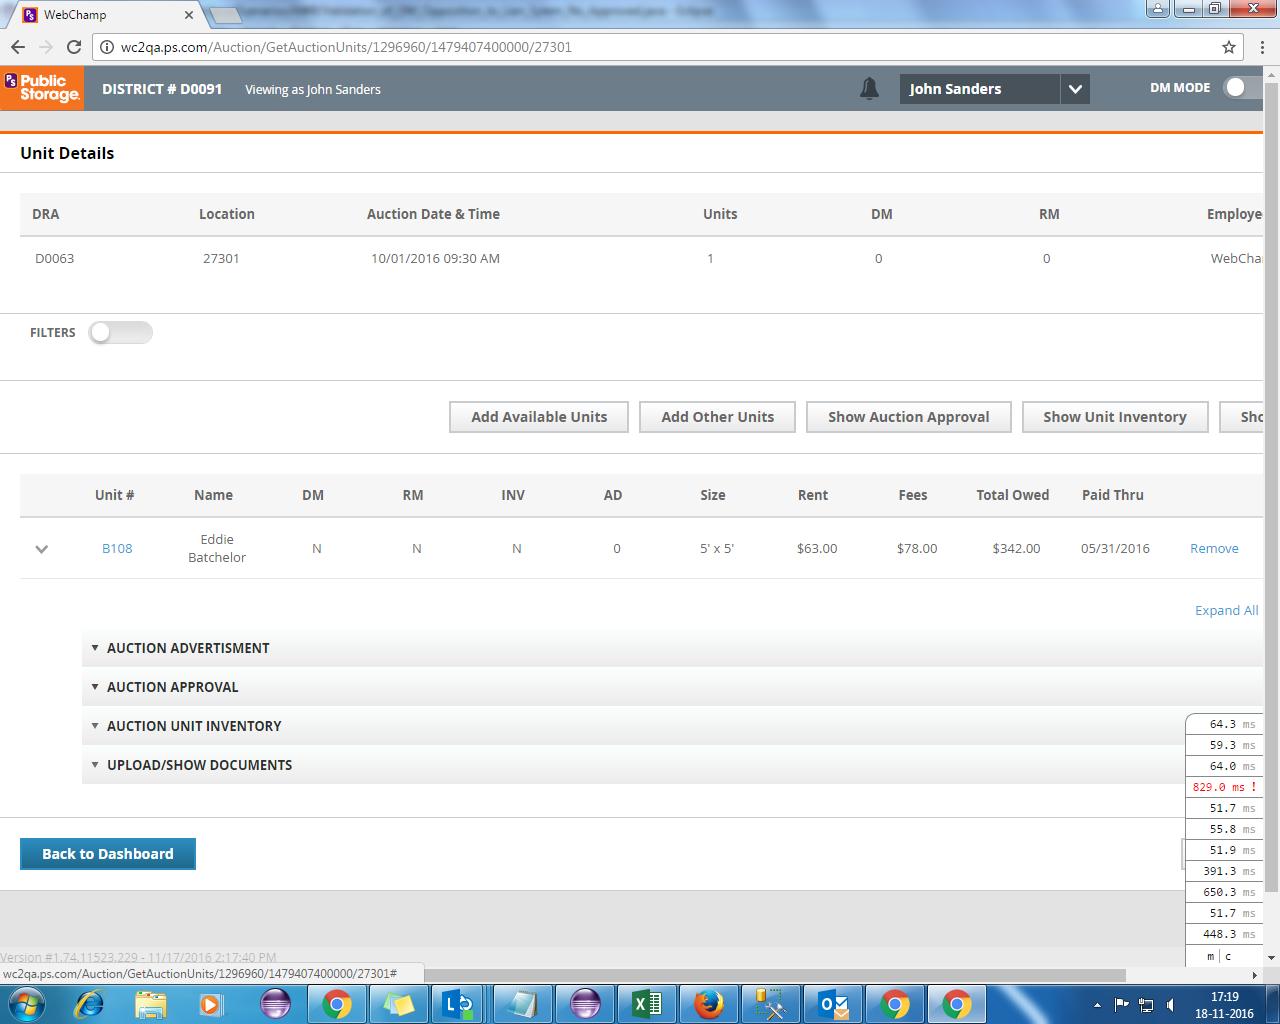 WebChamp
wc2qa.ps.com/Auction/GetAuctionUnits/1296960/1479407400000/27301
PS Public Storage.
DISTRICT # D0091 Viewing as John Sanders John Sanders DM MODE
Unit Details
DRA Location Auction Date & Time Units DM RM Employe
D0063 27301 10/01/2016 09:30 AM 1 0 0 WebCha
FILTERS
Add Available Units Add Other Units Show Auction Approval Show Unit Inventory Sho
Unit # Name DM RM INV AD Size Rent Fees Total Owed Paid Thru
B108 Eddie Batchelor N N N 0 5' x 5' $63.00 $78.00 $342.00 05/31/2016 Remove
Expand All
AUCTION ADVERTISMENT
AUCTION APPROVAL
AUCTION UNIT INVENTORY
UPLOAD/SHOW DOCUMENTS
64.3 ms
59.3 ms
64.0 ms
829.0 ms !
51.7 ms
55.8 ms
51.9 ms
391.3 ms
650.3 ms
51.7 ms
448.3 ms
m | c
Back to Dashboard
Version #1.74.11523.229 - 11/17/2016 2:17:40 PM
wc2qa.ps.com/Auction/GetAuctionUnits/1296960/1479407400000/27301#
17:19
18-11-2016